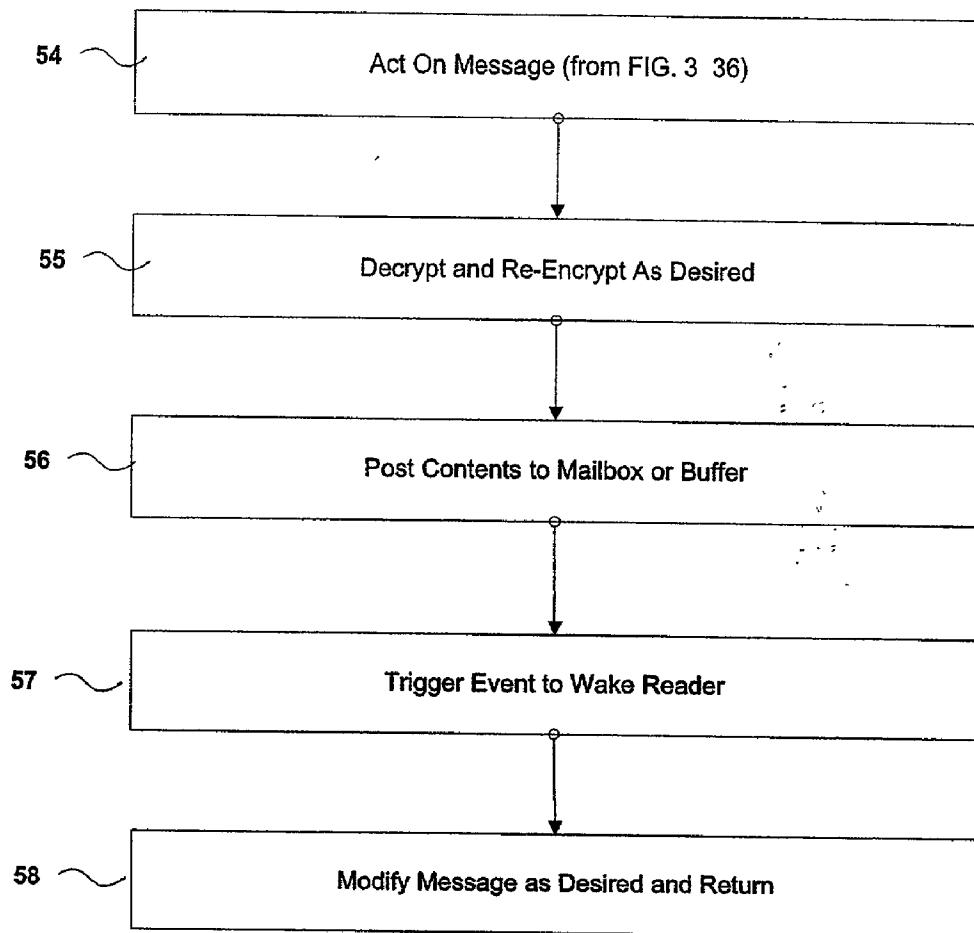 54 Act On Message (from FIG. 3 36)
55 Decrypt and Re-Encrypt As Desired
56 Post Contents to Mailbox or Buffer
57 Trigger Event to Wake Reader
58 Modify Message as Desired and Return